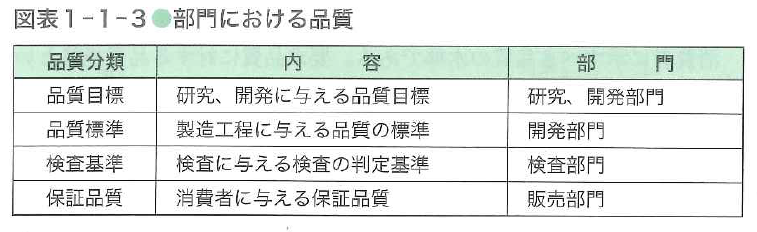 図表1-1-3●部門における品質
品質分類 内容 部門
品質目標 研究、開発に与える品質目標 研究、開発部門
品質標準 製造工程に与える品質の標準 開発部門
検査基準 検査に与える検査の判定基準 検査部門
保証品質 消費者に与える保証品質 販売部門